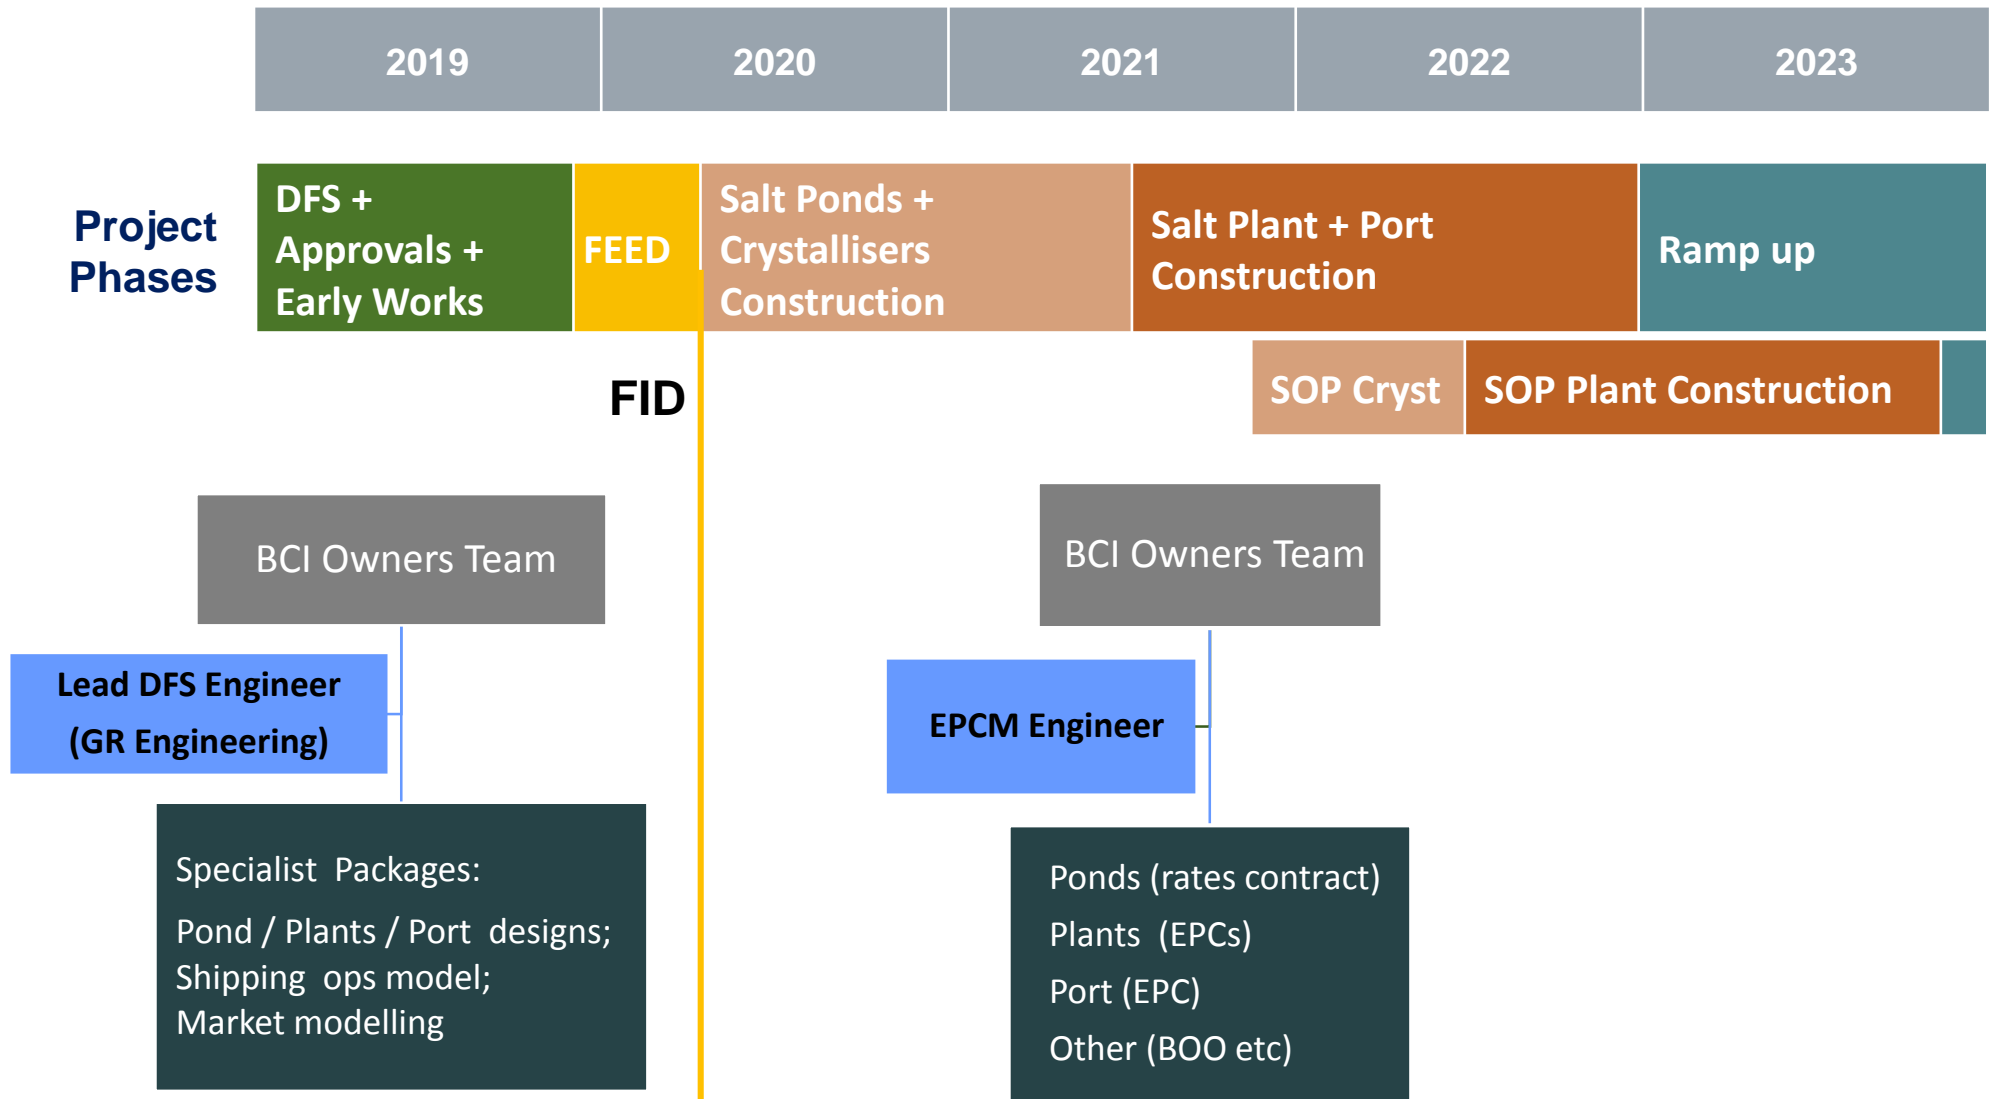 2019
2020
2021
2022
2023
Project
Phases
DFS +
Approvals +
Early Works
FEED
Salt Ponds +
Crystallisers
Construction
Salt Plant + Port
Construction
Ramp up
SOP Cryst
SOP Plant Construction
FID
BCI Owners Team
Lead DFS Engineer
(GR Engineering)
Specialist Packages:
Pond / Plants / Port designs;
Shipping ops model;
Market modelling
BCI Owners Team
EPCM Engineer
Ponds (rates contract)
Plants (EPCs)
Port (EPC)
Other (BOO etc)